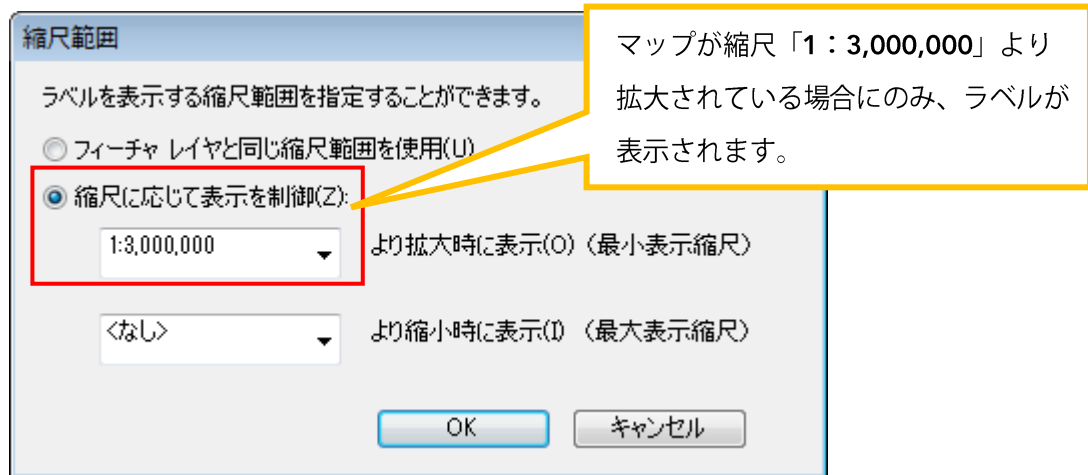 縮尺範囲
マップが縮尺「1：3,000,000」より
拡大されている場合にのみ、ラベルが
表示されます。
ラベルを表示する縮尺範囲を指定することができます。
フィーチャ レイヤと同じ縮尺範囲を使用(U)
縮尺に応じて表示を制御(Z):
1:3,000,000 より拡大時に表示(O) （最小表示縮尺）
<なし> より縮小時に表示(I) （最大表示縮尺）
OK キャンセル